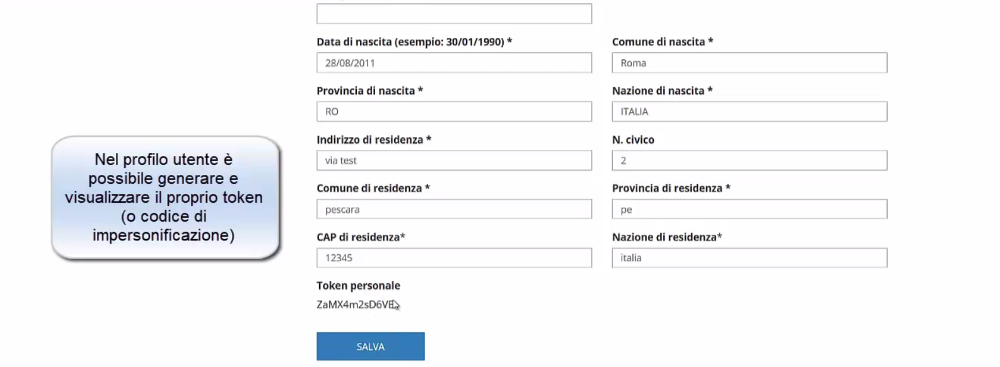 Data di nascita (esempio: 30/01/1990) *
Comune di nascita *
28/08/2011
Roma
Provincia di nascita *
Nazione di nascita *
RO
ITALIA
Indirizzo di residenza *
N. civico
via test
2
Comune di residenza *
Provincia di residenza *
pescara
pe
CAP di residenza*
Nazione di residenza*
12345
italia
Token personale
SALVA
Nel profilo utente è
possibile generare e
visualizzare il proprio token
(o codice di
impersonificazione)